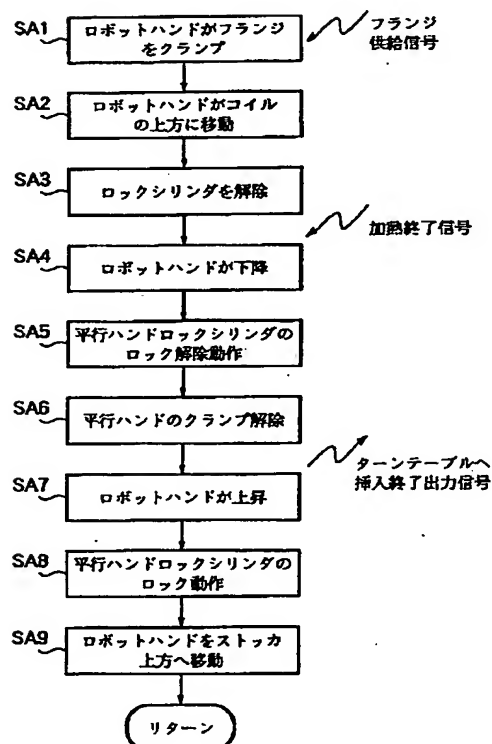 SA1
ロボットハンドがフランジ
をクランプ
フランジ
供給信号
SA2
ロボットハンドがコイル
の上方に移動
SA3
ロックシリンダを解除
加熱終了信号
SA4
ロボットハンドが下降
SA5
平行ハンドロックシリンダの
ロック解除動作
SA6
平行ハンドのクランプ解除
ターンテーブルへ
挿入終了出力信号
SA7
ロボットハンドが上昇
SA8
平行ハンドロックシリンダの
ロック動作
SA9
ロボットハンドをストッカ
上方へ移動
リターン